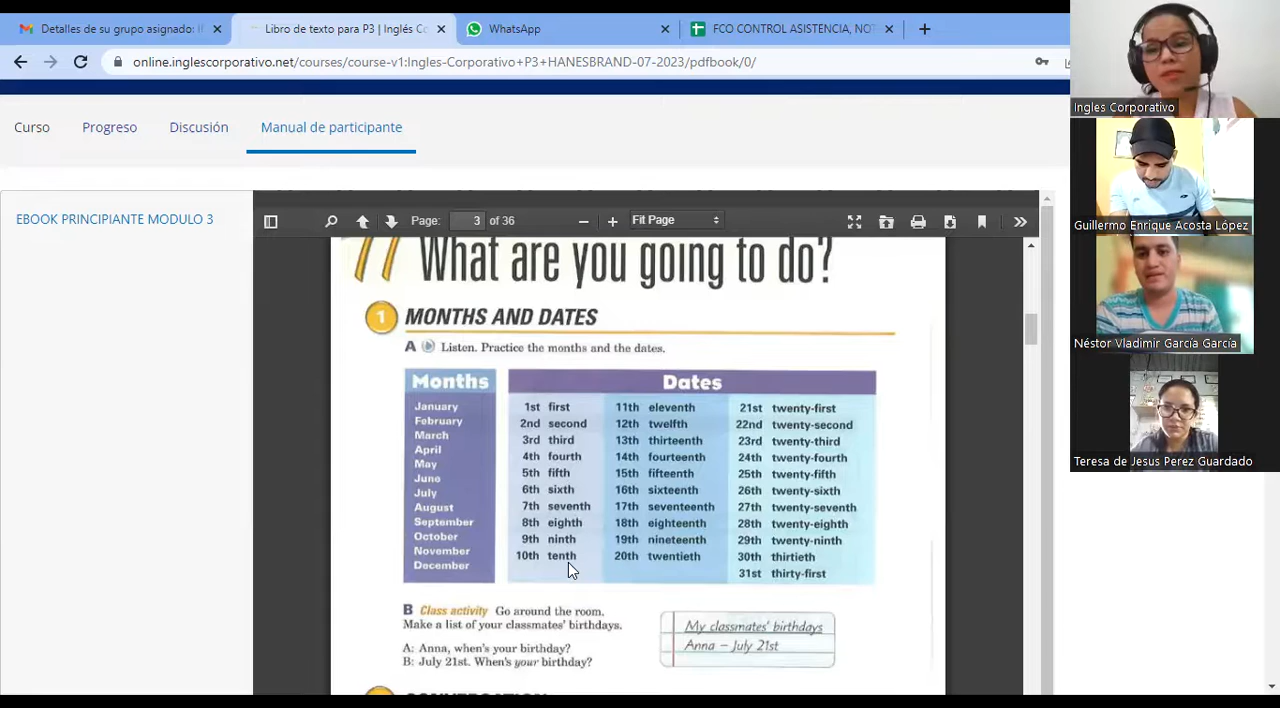 Detalles de su grupo asignado: I
Libro de texto para P3 | Inglés Co
WhatsApp
FCO CONTROL ASISTENCIA, NOT
online.inglescorporativo.net/courses/course-v1:Ingles-Corporativo+P3+HANESBRAND-07-2023/pdfbook/0/
Curso
Progreso
Discusión
Manual de participante
EBOOK PRINCIPIANTE MODULO 3
Page: 3 of 36
Fit Page
What are you going to do?
1 MONTHS AND DATES
A Listen. Practice the months and the dates.
Months
January
February
March
April
May
June
July
August
September
October
November
December
Dates
1st first
2nd second
3rd third
4th fourth
5th fifth
6th sixth
7th seventh
8th eighth
9th ninth
10th tenth
11th eleventh
12th twelfth
13th thirteenth
14th fourteenth
15th fifteenth
16th sixteenth
17th seventeenth
18th eighteenth
19th nineteenth
20th twentieth
21st twenty-first
22nd twenty-second
23rd twenty-third
24th twenty-fourth
25th twenty-fifth
26th twenty-sixth
27th twenty-seventh
28th twenty-eighth
29th twenty-ninth
30th thirtieth
31st thirty-first
B Class activity Go around the room.
Make a list of your classmates' birthdays.
A: Anna, when's your birthday?
B: July 21st. When's your birthday?
My classmates' birthdays
Anna – July 21st
CONVERSATION
Ingles Corporativo
Guillermo Enrique Acosta López
Néstor Vladimir García García
Teresa de Jesus Perez Guardado